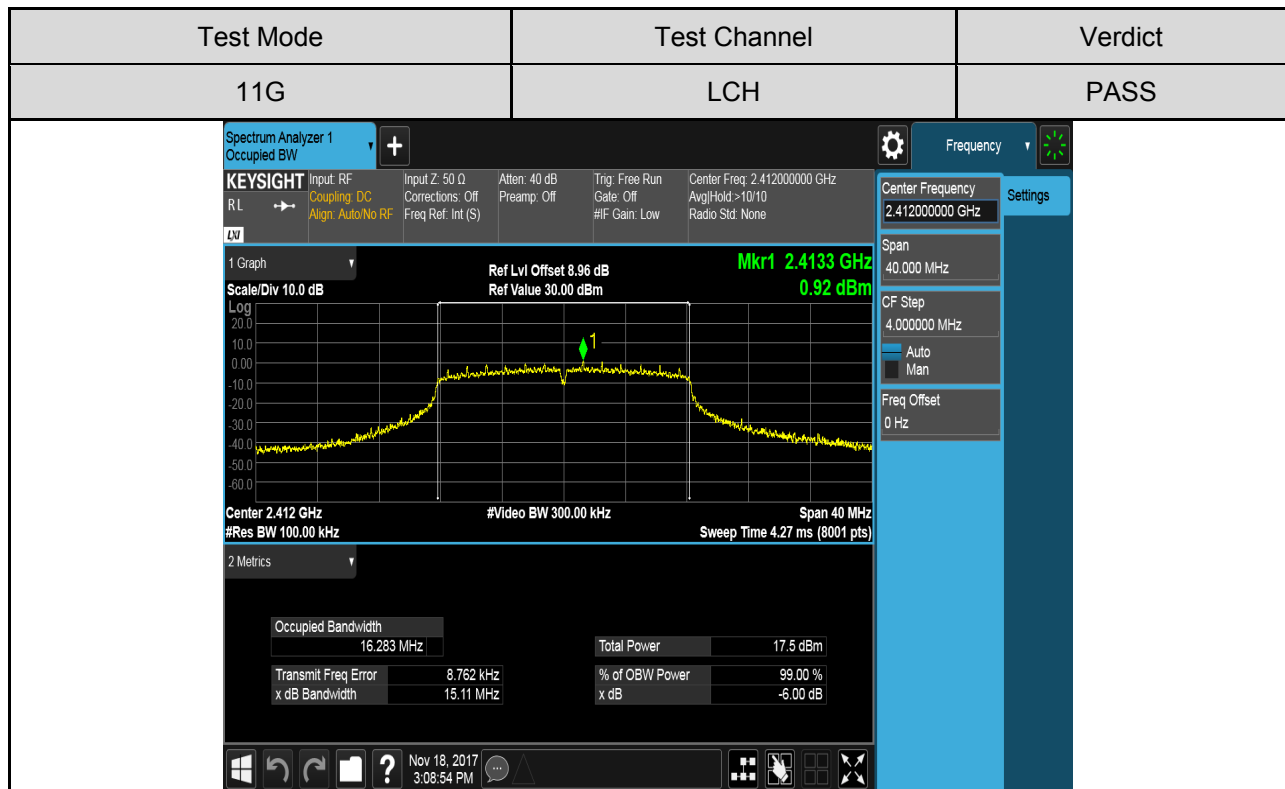 Test Mode Test Channel Verdict
11G LCH PASS
Spectrum Analyzer 1
Occupied BW
+
Frequency
KEYSIGHT
RL
LXI
Input: RF
Coupling: DC
Align: Auto/No RF
Input Z: 50 Ω
Corrections: Off
Freq Ref: Int (S)
Atten: 40 dB
Preamp: Off
Trig: Free Run
Gate: Off
#IF Gain: Low
Center Freq: 2.412000000 GHz
Avg|Hold:>10/10
Radio Std: None
Center Frequency
2.412000000 GHz
Settings
Span
40.000 MHz
CF Step
4.000000 MHz
Auto
Man
Freq Offset
0 Hz
1 Graph
Scale/Div 10.0 dB
Ref Lvl Offset 8.96 dB
Ref Value 30.00 dBm
Mkr1 2.4133 GHz
0.92 dBm
Log
20.0
10.0
0.00
-10.0
-20.0
-30.0
-40.0
-50.0
-60.0
1
Center 2.412 GHz #Video BW 300.00 kHz Span 40 MHz
#Res BW 100.00 kHz Sweep Time 4.27 ms (8001 pts)
2 Metrics
Occupied Bandwidth
16.283 MHz
Total Power 17.5 dBm
Transmit Freq Error 8.762 kHz % of OBW Power 99.00 %
x dB Bandwidth 15.11 MHz x dB -6.00 dB
?
Nov 18, 2017
3:08:54 PM